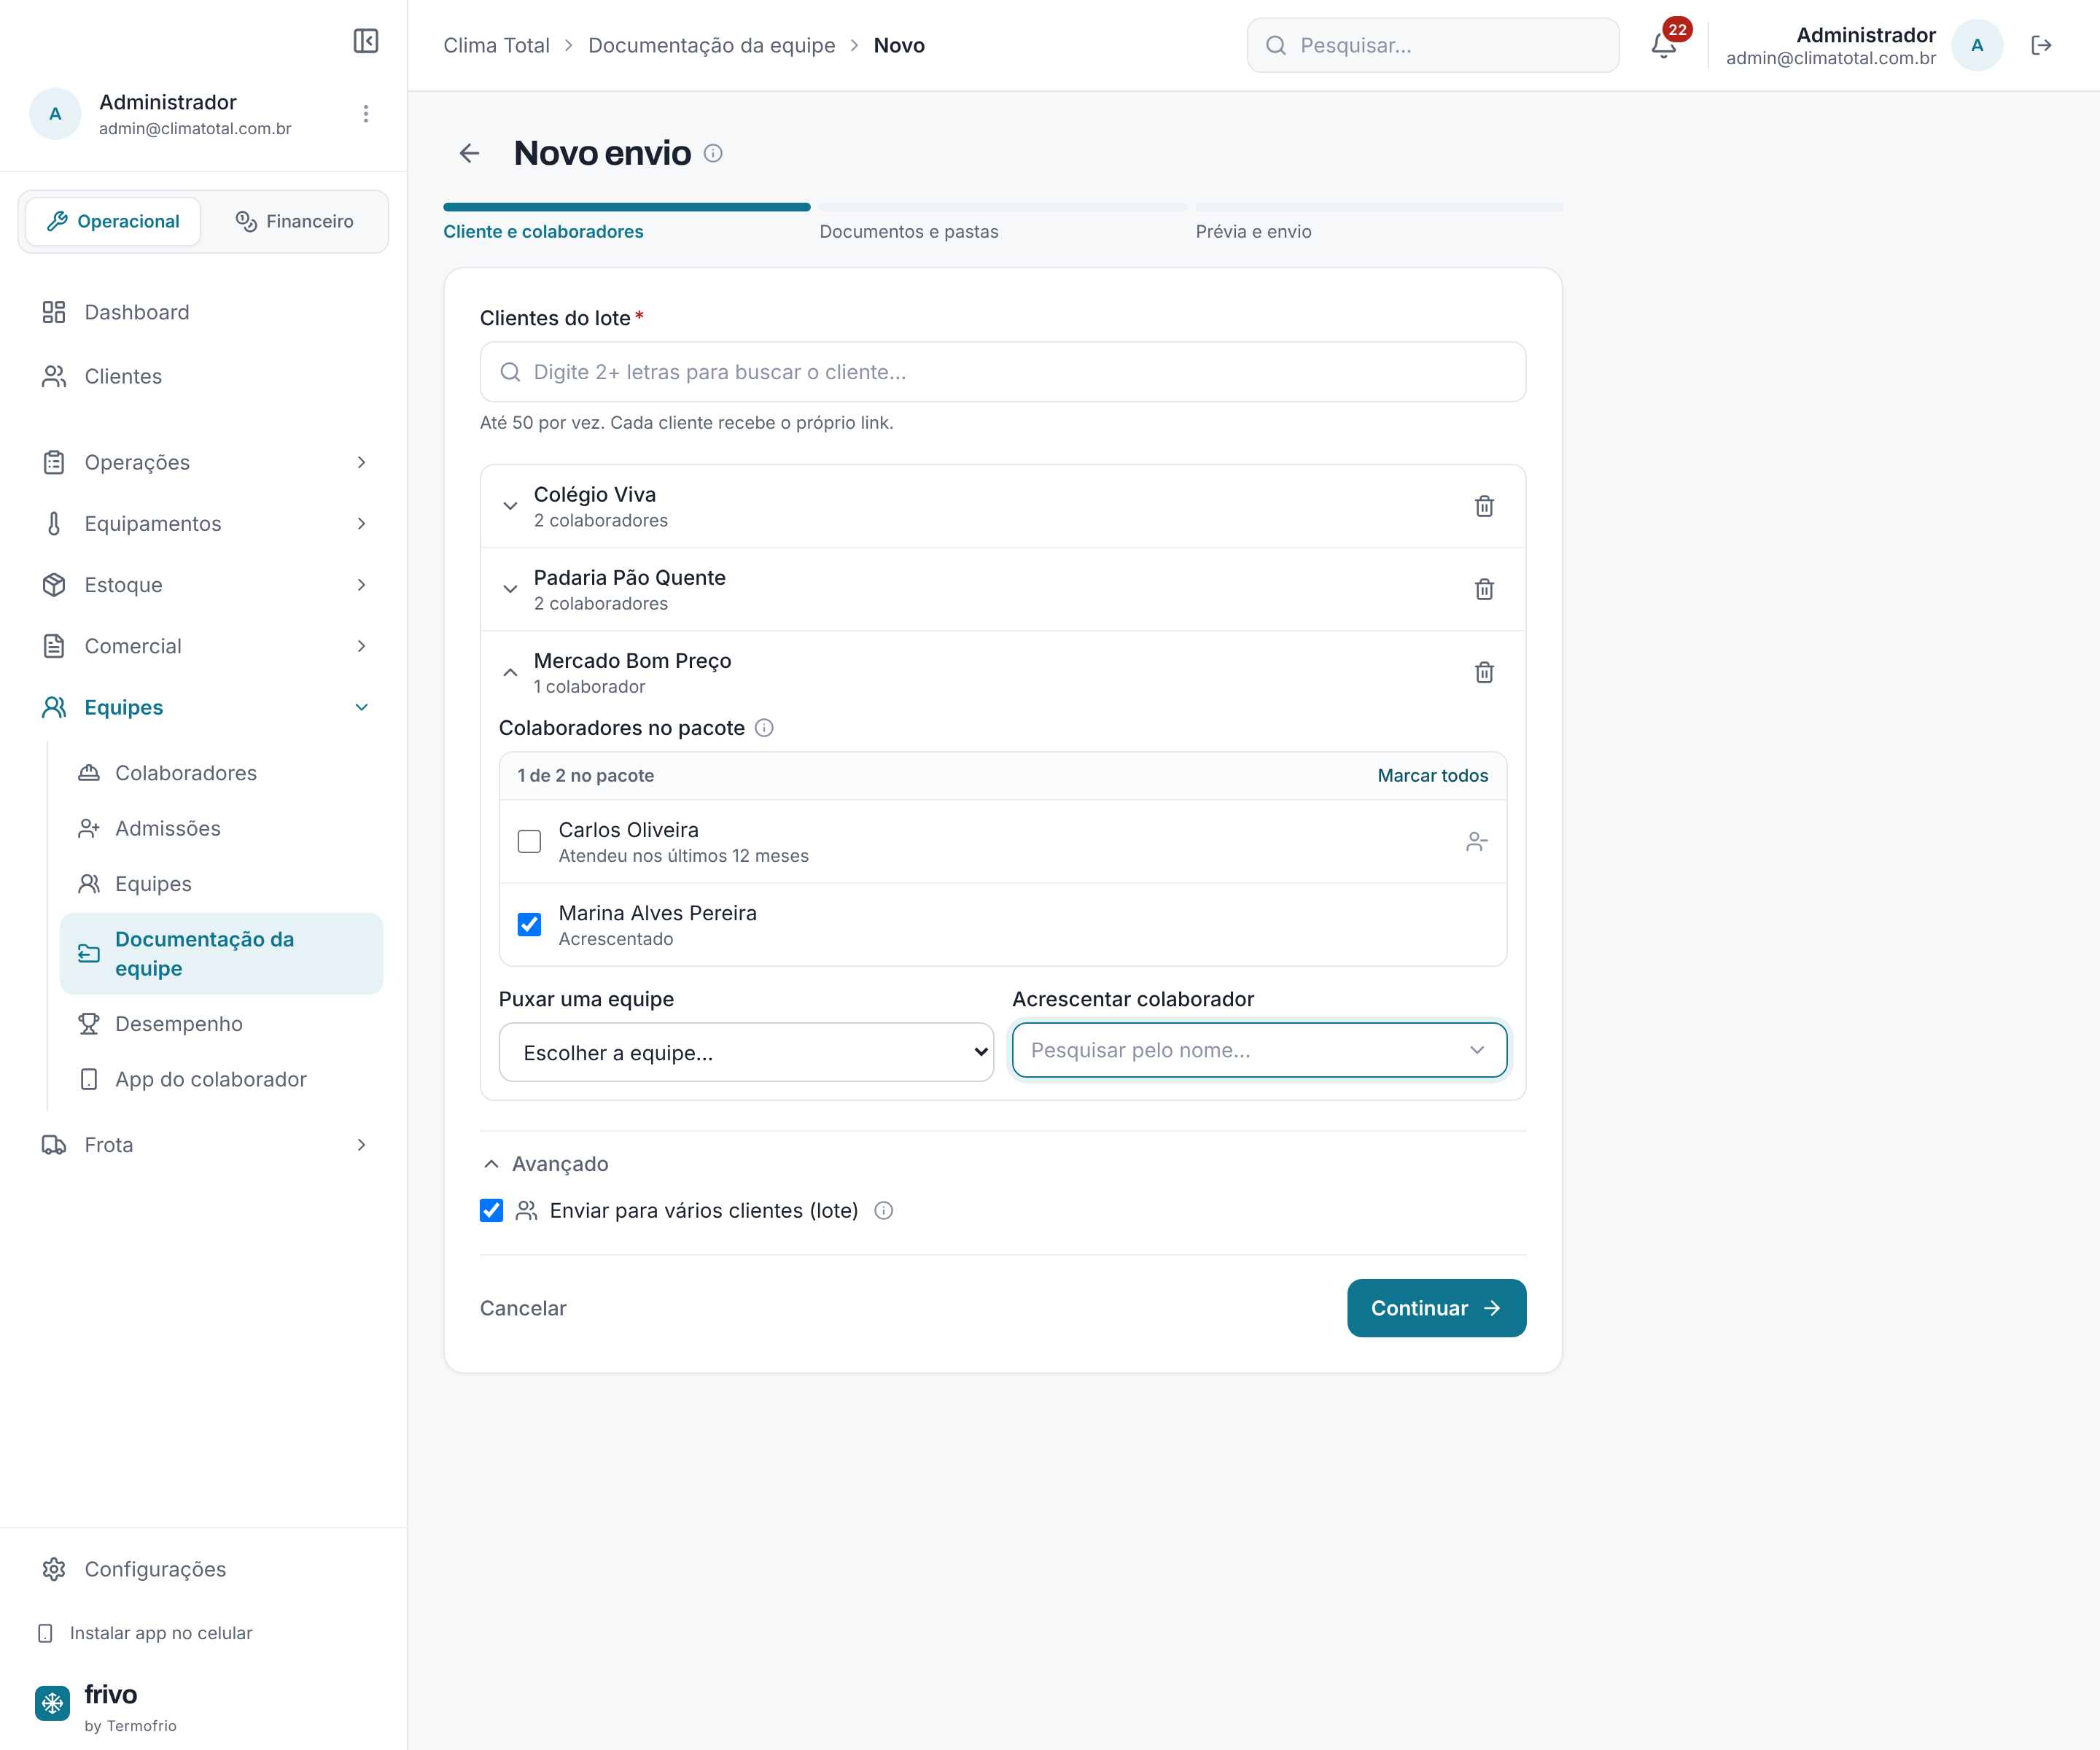 Clima Total
Documentação da equipe
Novo
Pesquisar...
22
Administrador
admin@climatotal.com.br
A
A
Administrador
admin@climatotal.com.br
Operacional
Financeiro
Dashboard
Clientes
Operações
Equipamentos
Estoque
Comercial
Equipes
Colaboradores
Admissões
Equipes
Documentação da
equipe
Desempenho
App do colaborador
Frota
Configurações
Instalar app no celular
frivo
by Termofrio
Novo envio
Cliente e colaboradores
Documentos e pastas
Prévia e envio
Clientes do lote*
Digite 2+ letras para buscar o cliente...
Até 50 por vez. Cada cliente recebe o próprio link.
Colégio Viva
2 colaboradores
Padaria Pão Quente
2 colaboradores
Mercado Bom Preço
1 colaborador
Colaboradores no pacote
1 de 2 no pacote
Marcar todos
Carlos Oliveira
Atendeu nos últimos 12 meses
Marina Alves Pereira
Acrescentado
Puxar uma equipe
Acrescentar colaborador
Escolher a equipe...
Pesquisar pelo nome...
Avançado
Enviar para vários clientes (lote)
Cancelar
Continuar